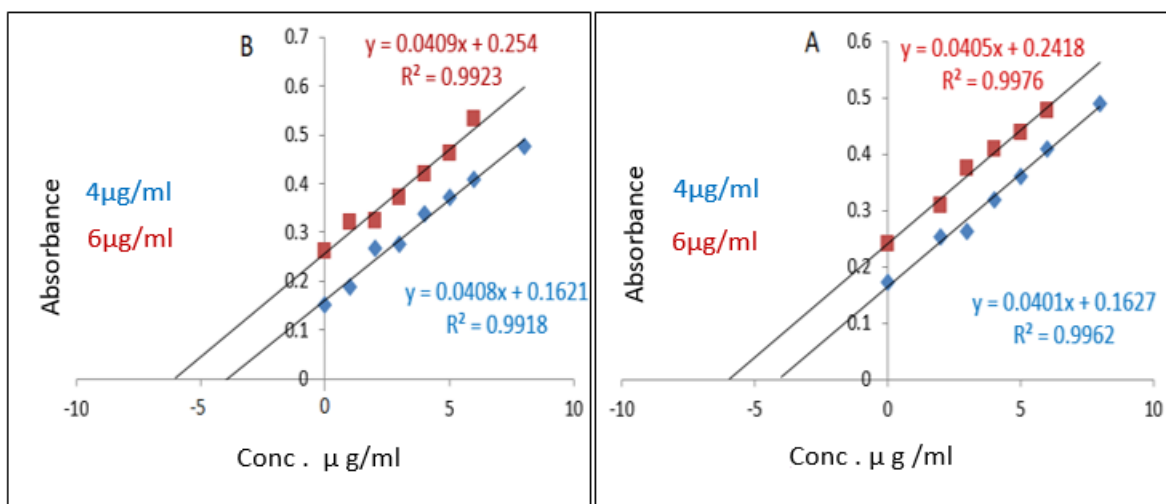 B
0.7
y = 0.0409x + 0.254
R² = 0.9923
0.6
0.5
0.4
0.3
0.2
0.1
0
4µg/ml
6µg/ml
Absorbance
y = 0.0408x + 0.1621
R² = 0.9918
-10 -5 0 5 10
Conc . µ g/ml
A
0.6
y = 0.0405x + 0.2418
R² = 0.9976
0.5
0.4
0.3
0.2
0.1
0
4µg/ml
6µg/ml
Absorbance
y = 0.0401x + 0.1627
R² = 0.9962
-10 -5 0 5 10
Conc . µ g /ml